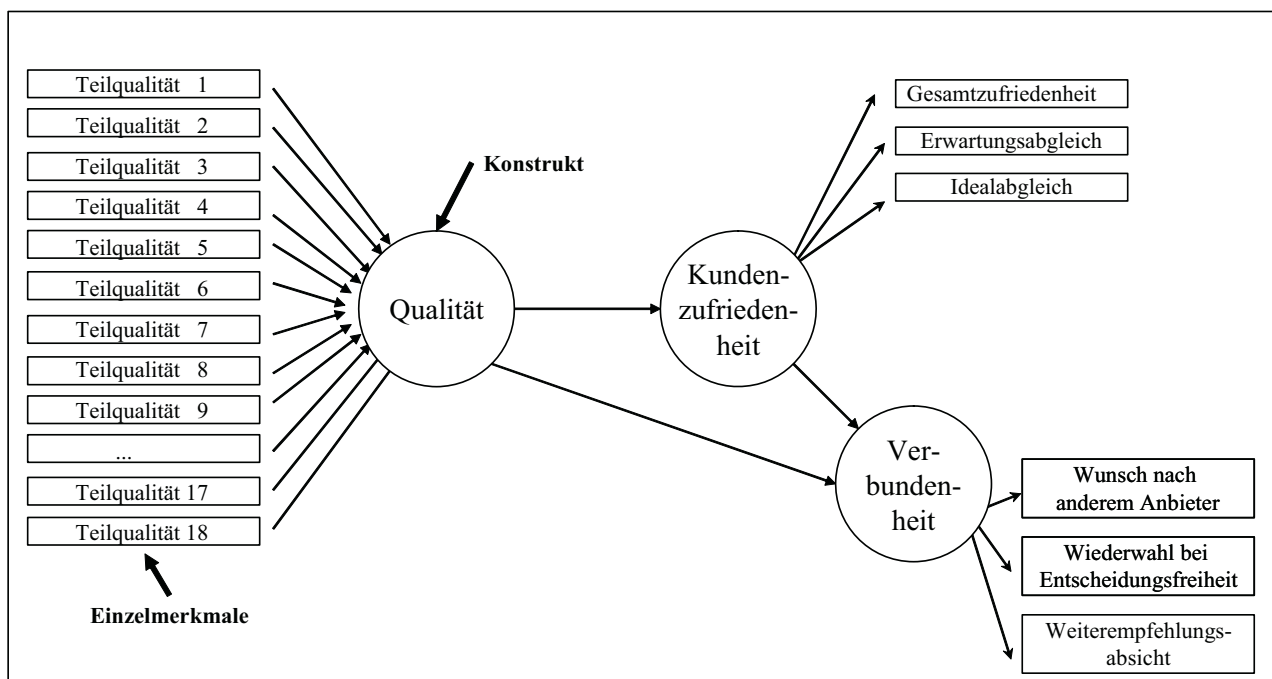 Teilqualität 1
Teilqualität 2
Teilqualität 3
Teilqualität 4
Teilqualität 5
Teilqualität 6
Teilqualität 7
Teilqualität 8
Teilqualität 9
...
Teilqualität 17
Teilqualität 18
Einzelmerkmale
Konstrukt
Qualität
Kunden-
zufrieden-
heit
Gesamtzufriedenheit
Erwartungsabgleich
Idealabgleich
Ver-
bunden-
heit
Wunsch nach
anderem Anbieter
Wiederwahl bei
Entscheidungsfreiheit
Weiterempfehlungs-
absicht